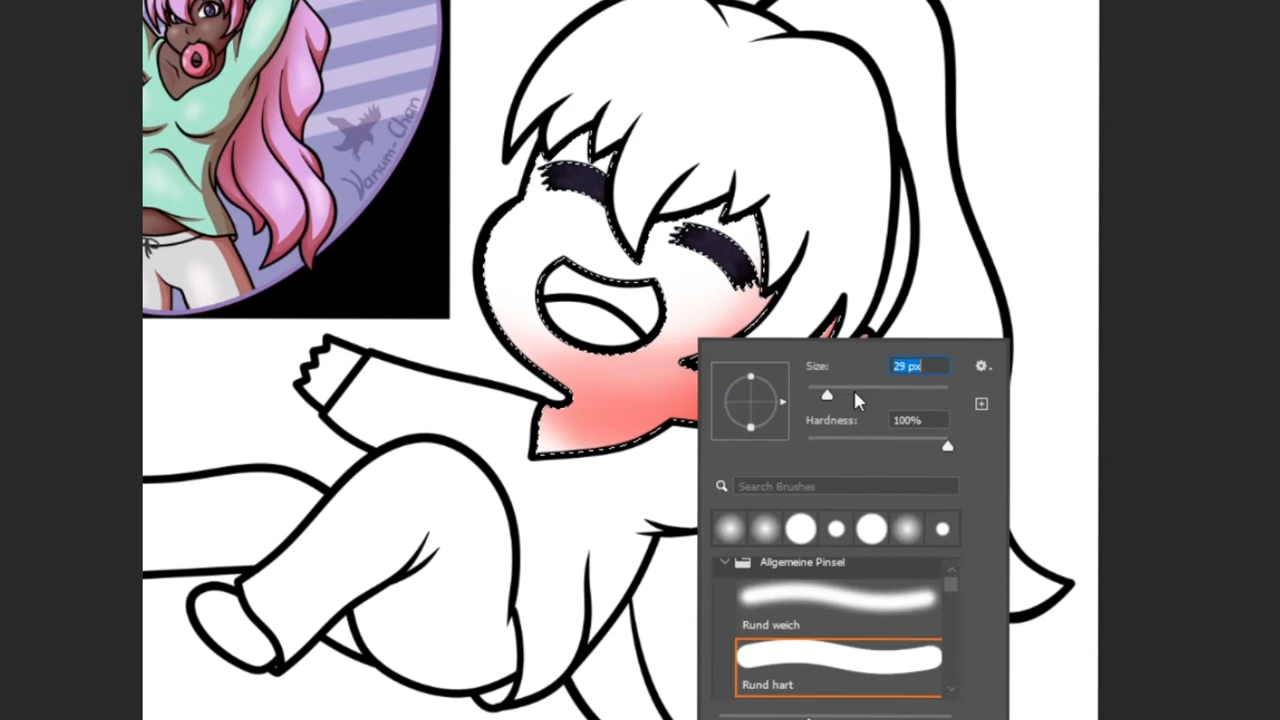 Vanum-Chan
Size: 29 px
Hardness: 100%
Search Brushes
Allgemeine Pinsel
Rund weich
Rund hart